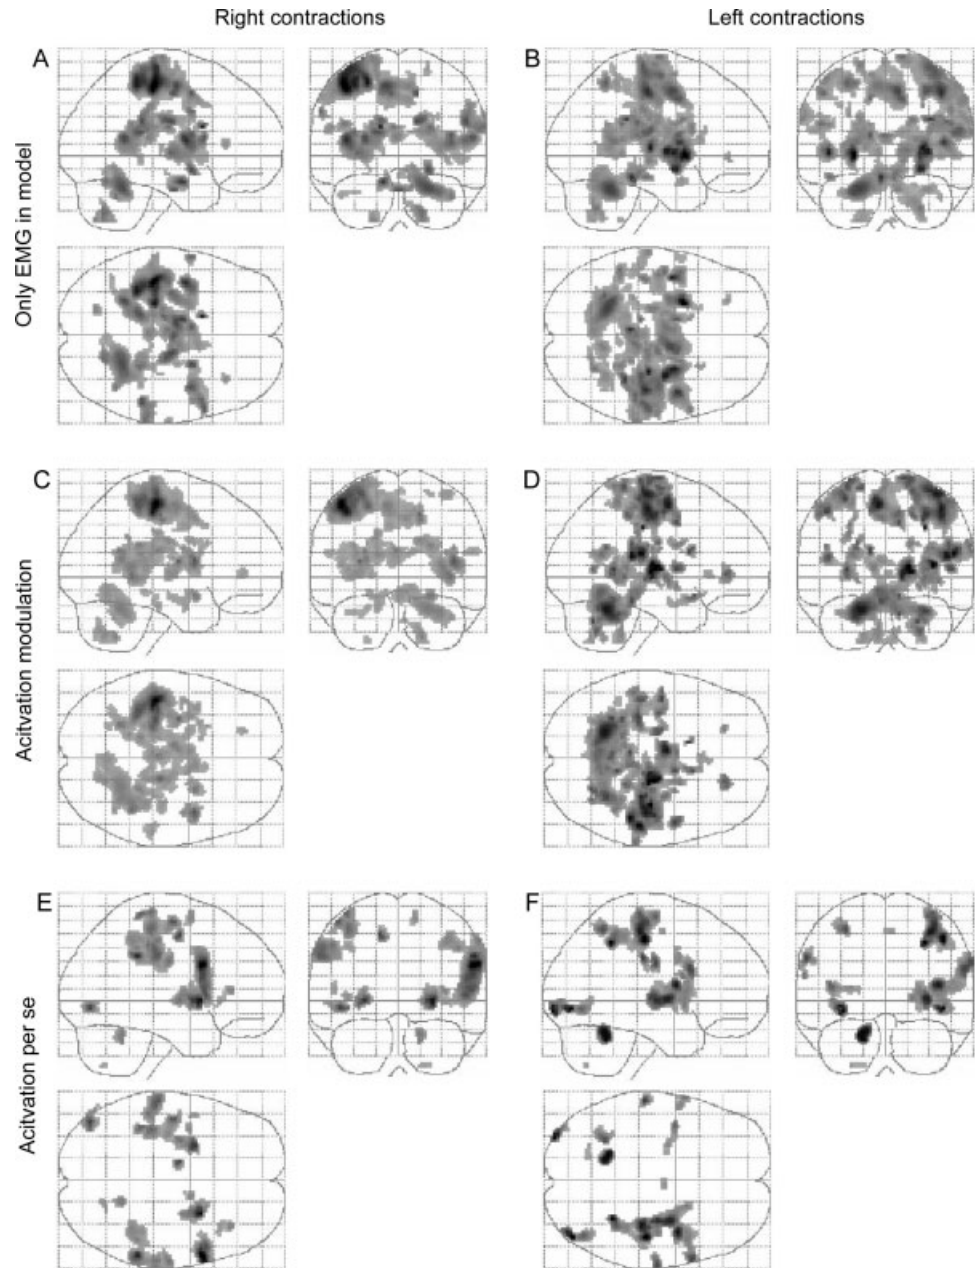 Right contractions
Left contractions
A
B
Only EMG in model
C
D
Acitvation modulation
E
F
Acitvation per se